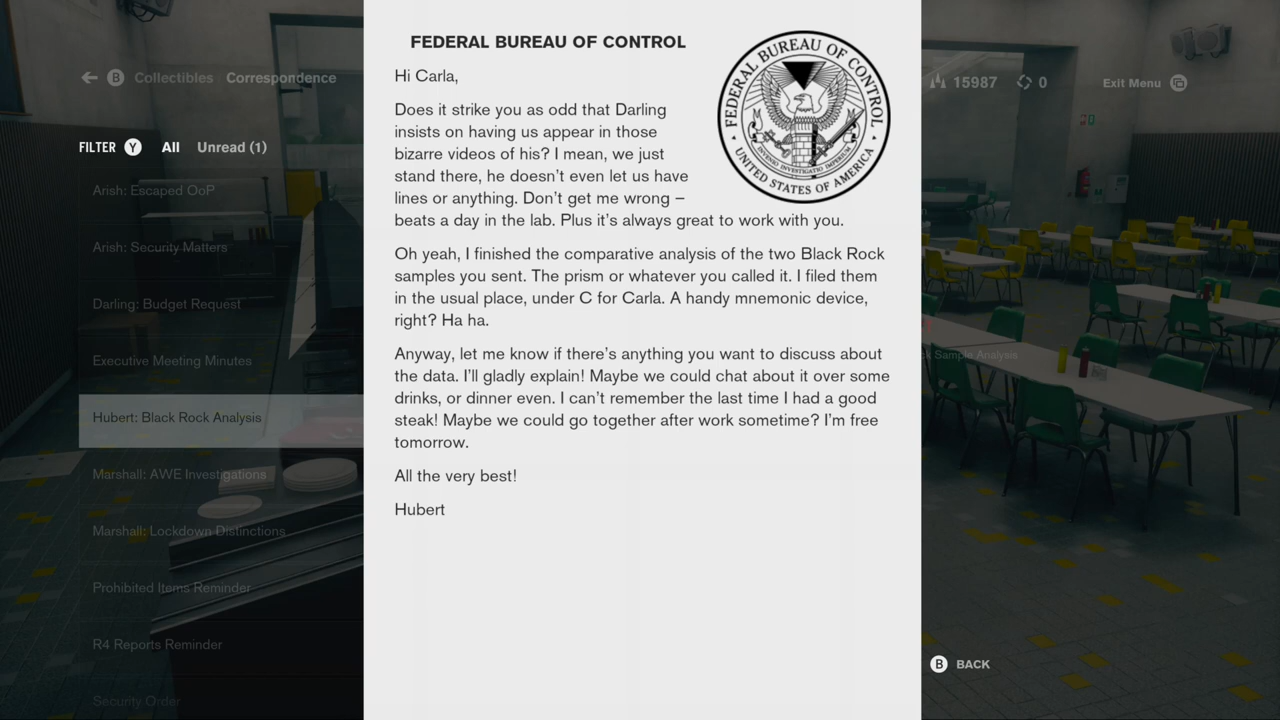 B Collectibles Correspondence
FILTER Y All Unread (1)
Arish: Escaped OoP
Arish: Security Matters
Darling: Budget Request
Executive Meeting Minutes
Hubert: Black Rock Analysis
Marshall: AWE Investigations
Marshall: Lockdown Distinctions
Prohibited Items Reminder
R4 Reports Reminder
Security Order
FEDERAL BUREAU OF CONTROL
Hi Carla,
Does it strike you as odd that Darling
insists on having us appear in those
bizarre videos of his? I mean, we just
stand there, he doesn't even let us have
lines or anything. Don't get me wrong –
beats a day in the lab. Plus it's always great to work with you.
Oh yeah, I finished the comparative analysis of the two Black Rock
samples you sent. The prism or whatever you called it. I filed them
in the usual place, under C for Carla. A handy mnemonic device,
right? Ha ha.
Anyway, let me know if there's anything you want to discuss about
the data. I'll gladly explain! Maybe we could chat about it over some
drinks, or dinner even. I can't remember the last time I had a good
steak! Maybe we could go together after work sometime? I'm free
tomorrow.
All the very best!
Hubert
FEDERAL BUREAU OF CONTROL
UNITED STATES OF AMERICA
15987 0 Exit Menu
Sample Analysis
B BACK